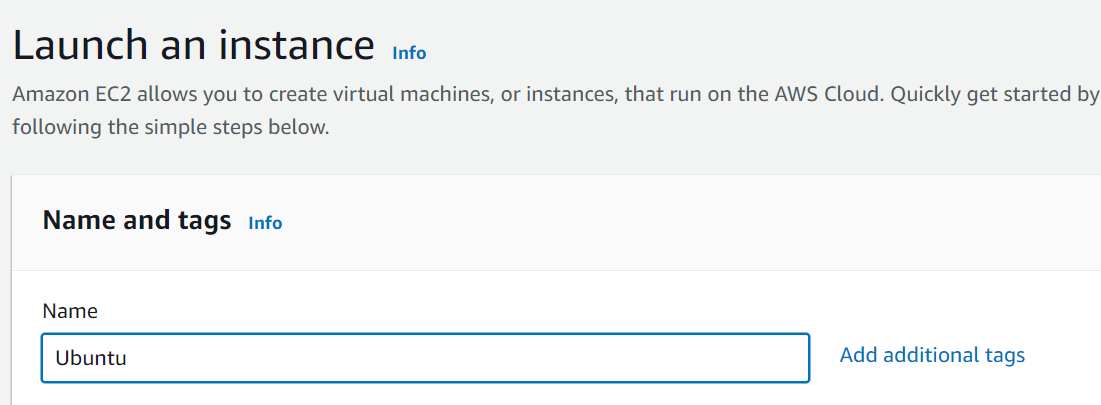 Launch an instance Info
Amazon EC2 allows you to create virtual machines, or instances, that run on the AWS Cloud. Quickly get started by
following the simple steps below.
Name and tags Info
Name
Ubuntu
Add additional tags